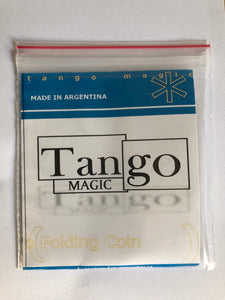 tango magic
MADE IN ARGENTINA
Tango
MAGIC
Folding Coin